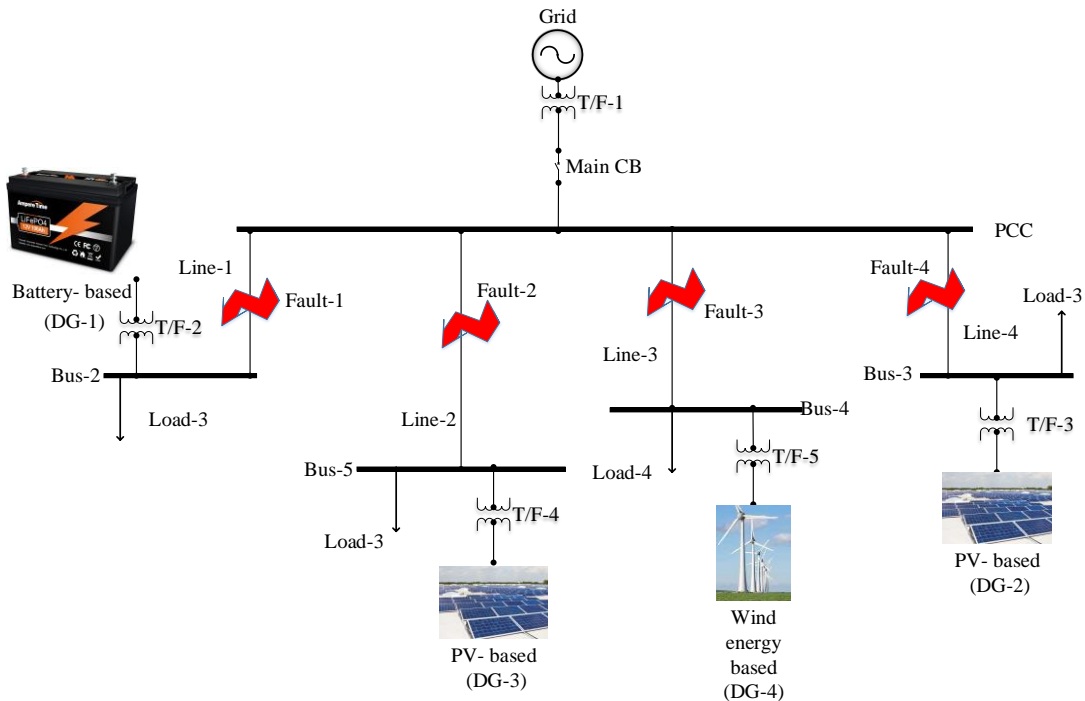 Grid
T/F-1
Main CB
PCC
Ampere Time
LiFePO4
Line-1
Fault-1
Fault-2
Fault-3
Fault-4
Load-3
Battery- based
(DG-1)
T/F-2
Line-3
Line-4
Bus-2
Bus-3
Load-3
Line-2
Bus-4
T/F-3
Bus-5
Load-4
T/F-5
T/F-4
Load-3
PV- based
(DG-2)
Wind
energy
based
(DG-4)
PV- based
(DG-3)